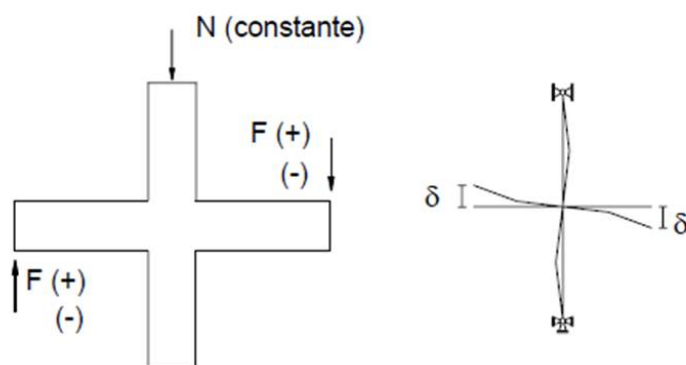 N (constante)
F (+)
(-)
F (+)
(-)
δ
δ